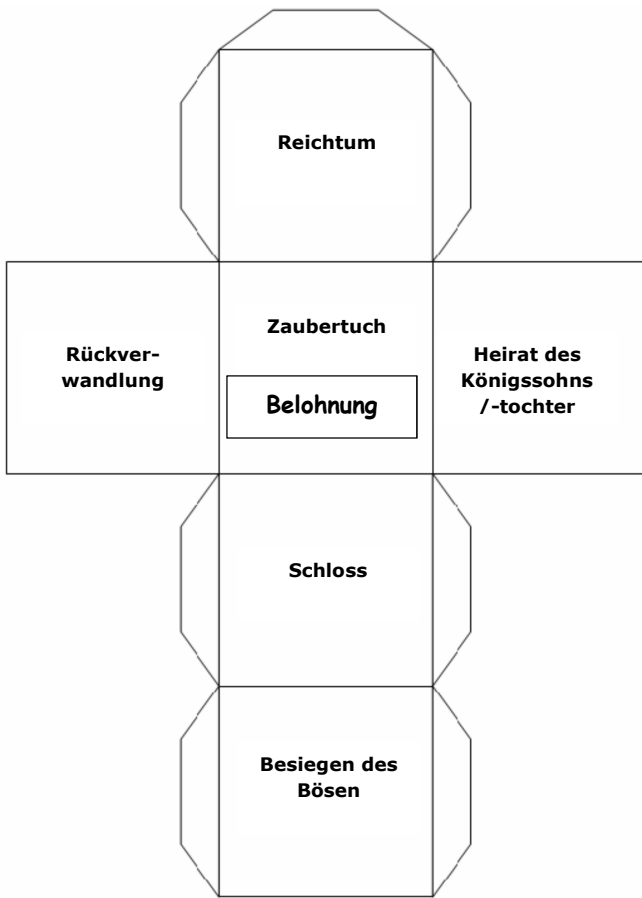 Reichtum
Zaubertuch
Rückver-
wandlung
Heirat des
Königssohns
/-tochter
Belohnung
Schloss
Besiegen des
Bösen